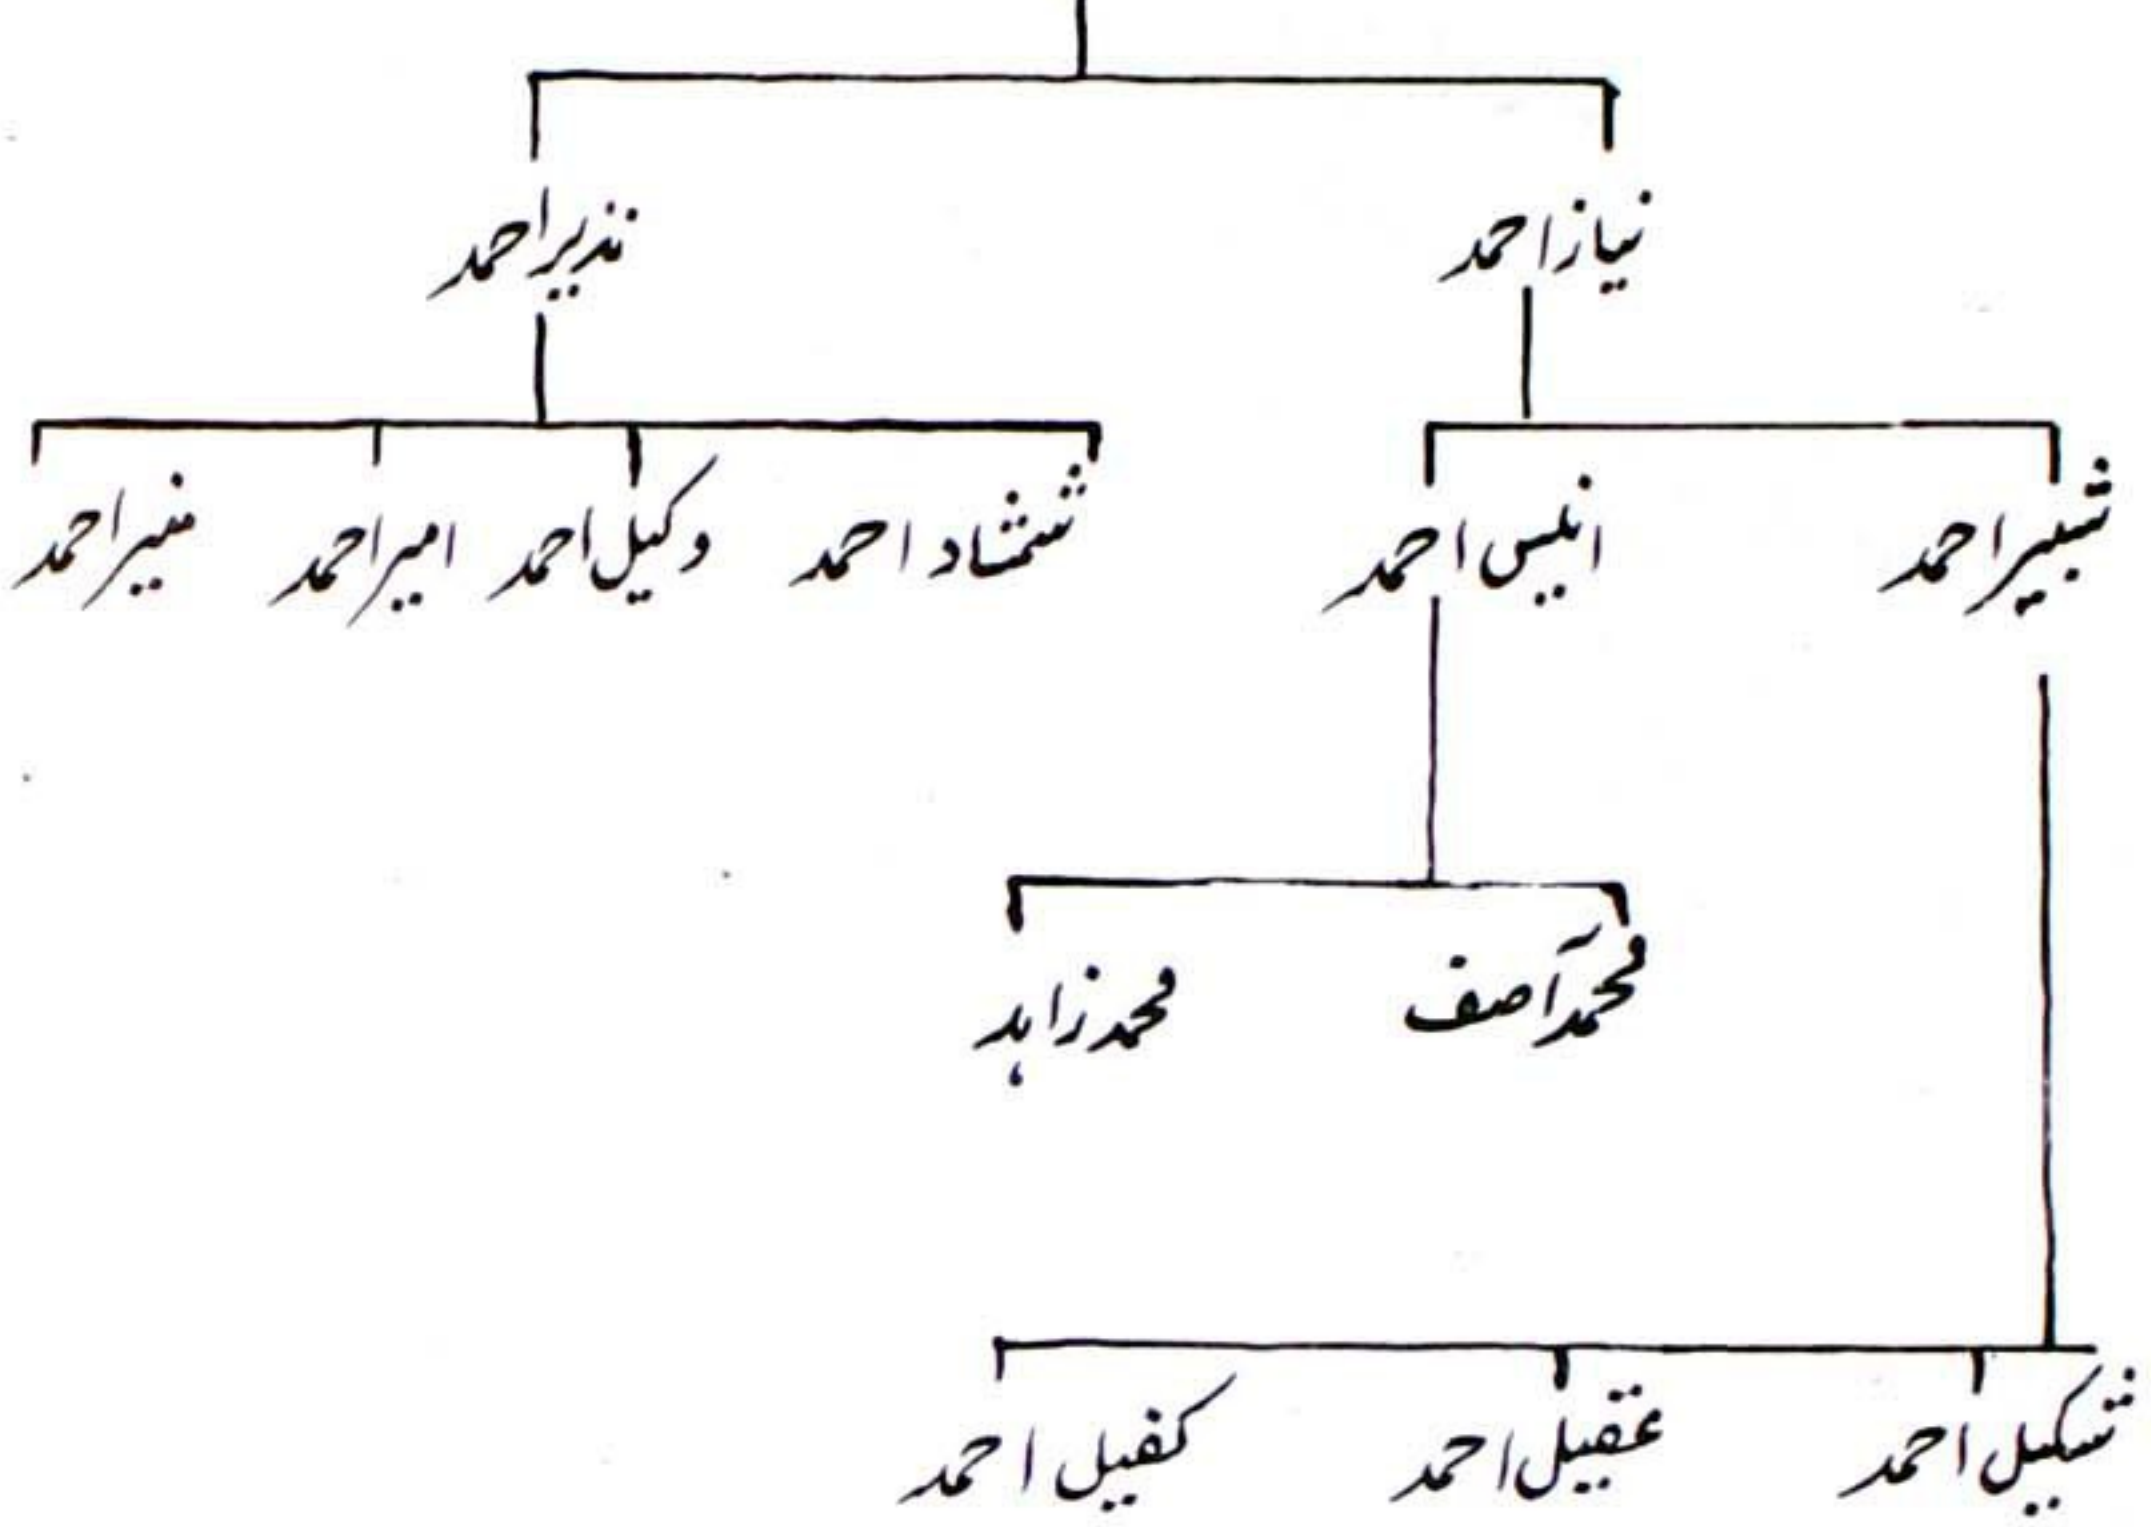 نیاز احمد نذیر احمد
شبیر احمد انیس احمد شمشاد احمد وکیل احمد امیر احمد منیر احمد
محمد آصف محمد زاہد
شکیل احمد عقیل احمد کفیل احمد